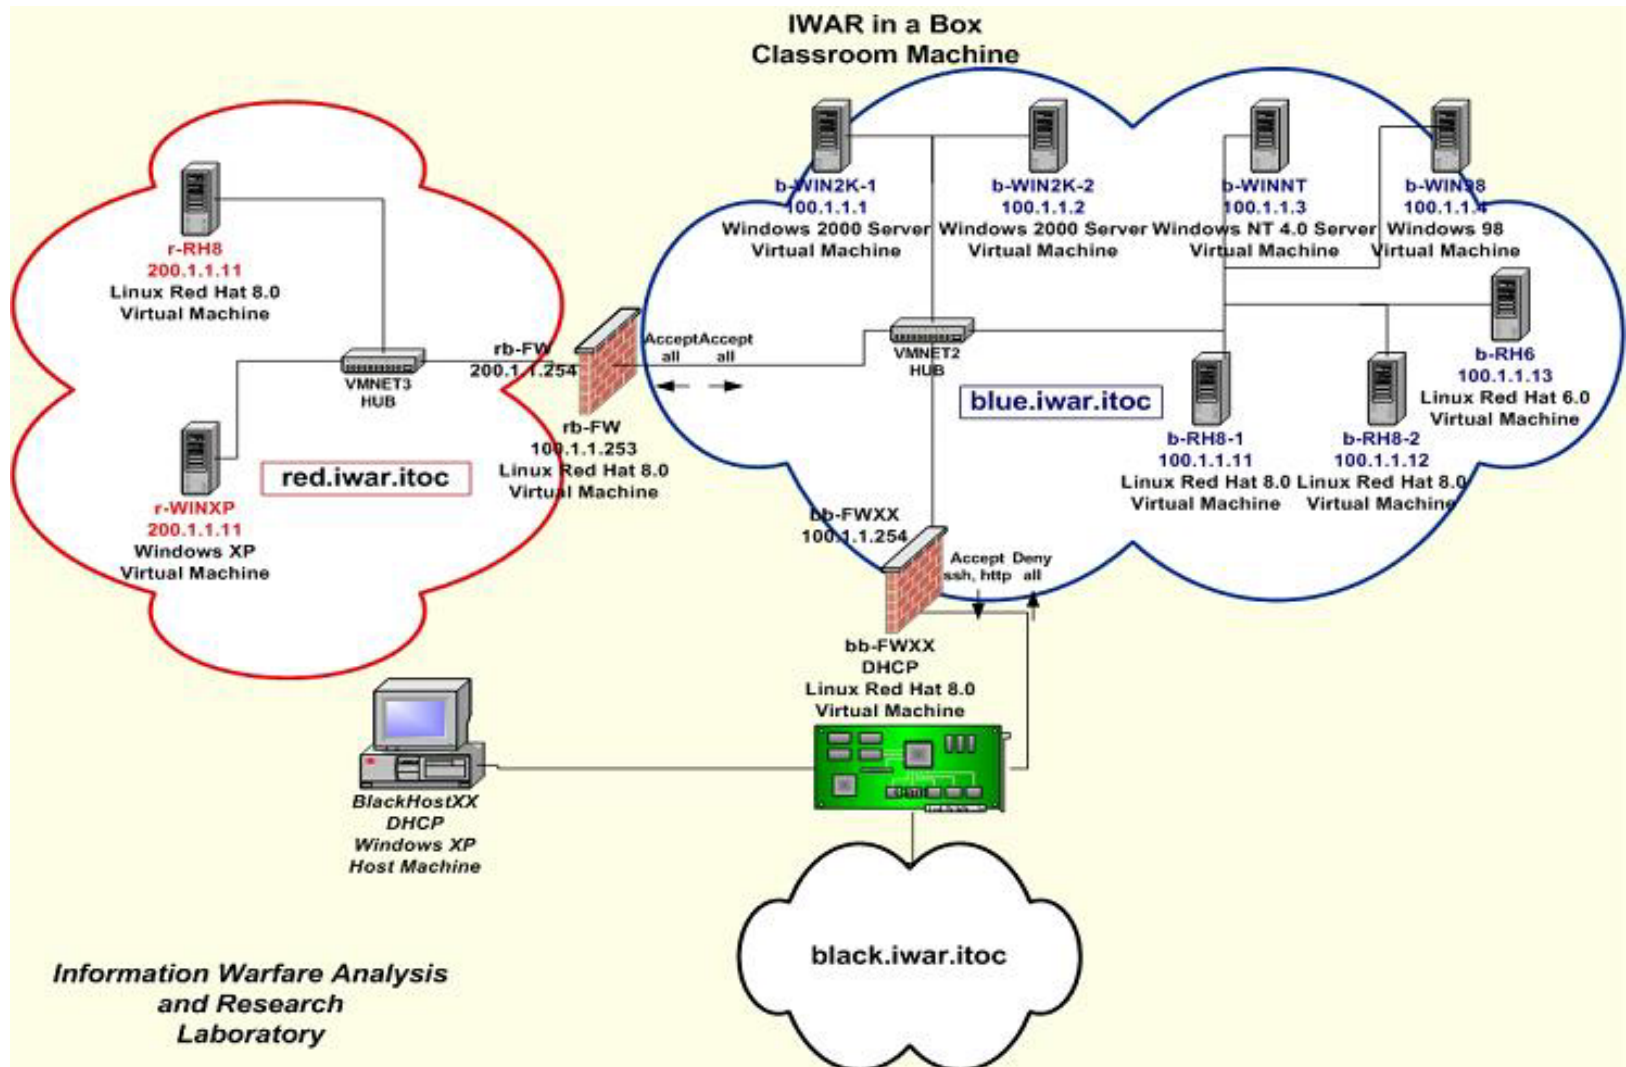 IWAR in a Box
Classroom Machine
r-RH8
200.1.1.11
Linux Red Hat 8.0
Virtual Machine
VMNET3
HUB
r-WINXP
200.1.1.11
Windows XP
Virtual Machine
red.iwar.itoc
rb-FW
200.1.1.254
rb-FW
100.1.1.253
Linux Red Hat 8.0
Virtual Machine
Accept
all
Accept
all
b-WIN2K-1
100.1.1.1
Windows 2000 Server
Virtual Machine
b-WIN2K-2
100.1.1.2
Windows 2000 Server
Virtual Machine
b-WINNT
100.1.1.3
Windows NT 4.0 Server
Virtual Machine
b-WIN98
100.1.1.4
Windows 98
Virtual Machine
VMNET2
HUB
blue.iwar.itoc
b-RH6
100.1.1.13
Linux Red Hat 6.0
Virtual Machine
b-RH8-1
100.1.1.11
Linux Red Hat 8.0
Virtual Machine
b-RH8-2
100.1.1.12
Linux Red Hat 8.0
Virtual Machine
bb-FWXX
100.1.1.254
Accept
ssh, http
Deny
all
bb-FWXX
DHCP
Linux Red Hat 8.0
Virtual Machine
BlackHostXX
DHCP
Windows XP
Host Machine
black.iwar.itoc
Information Warfare Analysis
and Research
Laboratory